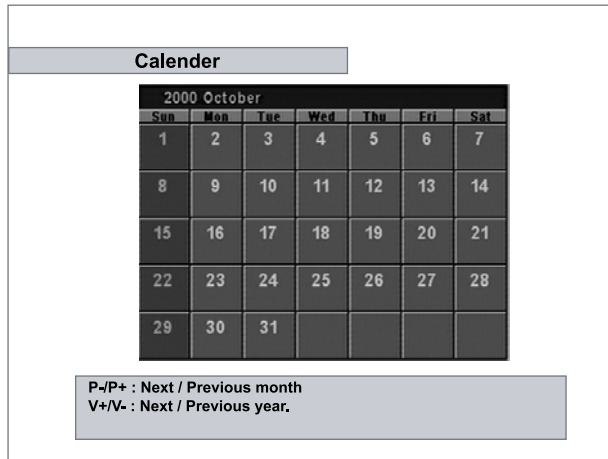 Calender
2000 October
Sun Mon Tue Wed Thu Fri Sat
1 2 3 4 5 6 7
8 9 10 11 12 13 14
15 16 17 18 19 20 21
22 23 24 25 26 27 28
29 30 31
P-/P+ : Next / Previous month
V+/V- : Next / Previous year.